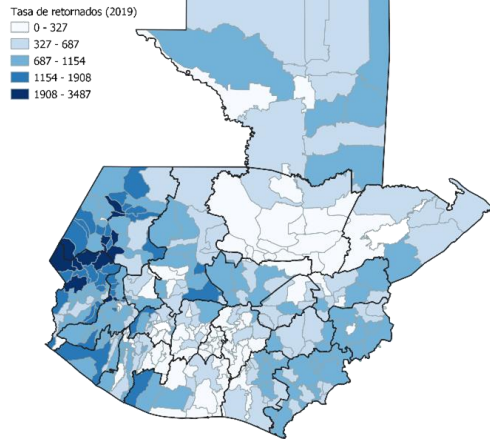 Tasa de retornados (2019)
0 - 327
327 - 687
687 - 1154
1154 - 1908
1908 - 3487